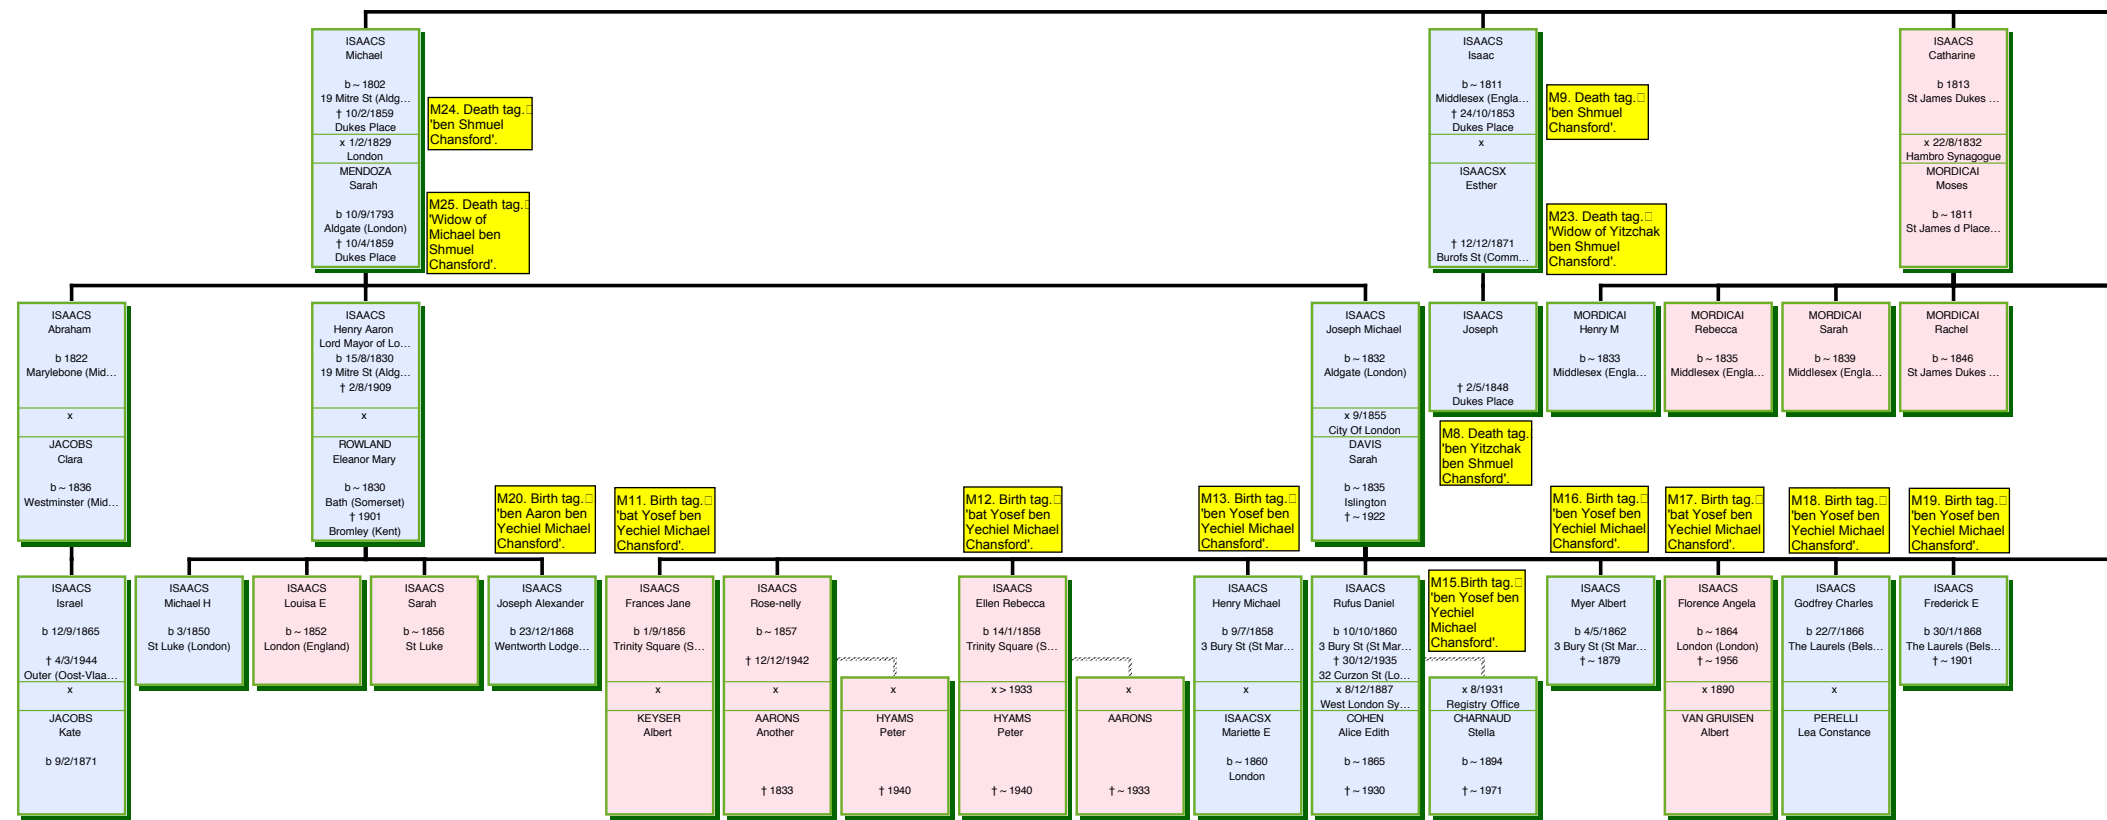 ISAACS
Michael
b ~ 1802
19 Mitre St (Aldg...
† 10/2/1859
Dukes Place
x 1/2/1829
London
MENDOZA
Sarah
b 10/9/1793
Aldgate (London)
† 10/4/1859
Dukes Place
M24. Death tag.□
'ben Shmuel
Chansford'.
M25. Death tag.□
'Widow of
Michael ben
Shmuel
Chansford'.
ISAACS
Isaac
b ~ 1811
Middlesex (Engla...
† 24/10/1853
Dukes Place
x
ISAACSX
Esther
† 12/12/1871
Burofs St (Comm...
M9. Death tag.□
'ben Shmuel
Chansford'.
M23. Death tag.□
'Widow of Yitzchak
ben Shmuel
Chansford'.
ISAACS
Catharine
b 1813
St James Dukes ...
x 22/8/1832
Hambro Synagogue
MORDICAI
Moses
b ~ 1811
St James d Place...
ISAACS
Abraham
b 1822
Marylebone (Mid...
x
JACOBS
Clara
b ~ 1836
Westminster (Mid...
ISAACS
Henry Aaron
Lord Mayor of Lo...
b 15/8/1830
19 Mitre St (Aldg...
† 2/8/1909
x
ROWLAND
Eleanor Mary
b ~ 1830
Bath (Somerset)
† 1901
Bromley (Kent)
ISAACS
Joseph Michael
b ~ 1832
Aldgate (London)
x 9/1855
City Of London
DAVIS
Sarah
b ~ 1835
Islington
† ~ 1922
ISAACS
Joseph
† 2/5/1848
Dukes Place
M8. Death tag.
'ben Yitzchak
ben Shmuel
Chansford'.
MORDICAI
Henry M
b ~ 1833
Middlesex (Engla...
MORDICAI
Rebecca
b ~ 1835
Middlesex (Engla...
MORDICAI
Sarah
b ~ 1839
Middlesex (Engla...
MORDICAI
Rachel
b ~ 1846
St James Dukes ...
M20. Birth tag.□
'ben Aaron ben
Yechiel Michael
Chansford'.
M11. Birth tag.□
'bat Yosef ben
Yechiel Michael
Chansford'.
M12. Birth tag.□
'bat Yosef ben
Yechiel Michael
Chansford'.
M13. Birth tag.□
'ben Yosef ben
Yechiel Michael
Chansford'.
M16. Birth tag.□
'ben Yosef ben
Yechiel Michael
Chansford'.
M17. Birth tag.□
'bat Yosef ben
Yechiel Michael
Chansford'.
M18. Birth tag.□
'ben Yosef ben
Yechiel Michael
Chansford'.
M19. Birth tag.□
'ben Yosef ben
Yechiel Michael
Chansford'.
ISAACS
Israel
b 12/9/1865
† 4/3/1944
Outer (Oost-Vlaa...
x
JACOBS
Kate
b 9/2/1871
ISAACS
Michael H
b 3/1850
St Luke (London)
ISAACS
Louisa E
b ~ 1852
London (England)
ISAACS
Sarah
b ~ 1856
St Luke
ISAACS
Joseph Alexander
b 23/12/1868
Wentworth Lodge...
ISAACS
Frances Jane
b 1/9/1856
Trinity Square (S...
x
KEYSER
Albert
ISAACS
Rose-nelly
b ~ 1857
† 12/12/1942
x
AARONS
Another
† 1833
x
HYAMS
Peter
† 1940
ISAACS
Ellen Rebecca
b 14/1/1858
Trinity Square (S...
x > 1933
HYAMS
Peter
† ~ 1940
x
AARONS
† ~ 1933
ISAACS
Henry Michael
b 9/7/1858
3 Bury St (St Mar...
x
ISAACSX
Mariette E
b ~ 1860
London
ISAACS
Rufus Daniel
b 10/10/1860
3 Bury St (St Mar...
† 30/12/1935
32 Curzon St (Lo...
x 8/12/1887
West London Sy...
COHEN
Alice Edith
b ~ 1865
† ~ 1930
M15.Birth tag.□
'ben Yosef ben
Yechiel
Michael
Chansford'.
x 8/1931
Registry Office
CHARNAUD
Stella
b ~ 1894
† ~ 1971
ISAACS
Myer Albert
b 4/5/1862
3 Bury St (St Mar...
† ~ 1879
ISAACS
Florence Angela
b ~ 1864
London (London)
† ~ 1956
x 1890
VAN GRUISEN
Albert
ISAACS
Godfrey Charles
b 22/7/1866
The Laurels (Bels...
x
PERELLI
Lea Constance
ISAACS
Frederick E
b 30/1/1868
The Laurels (Bels...
† ~ 1901